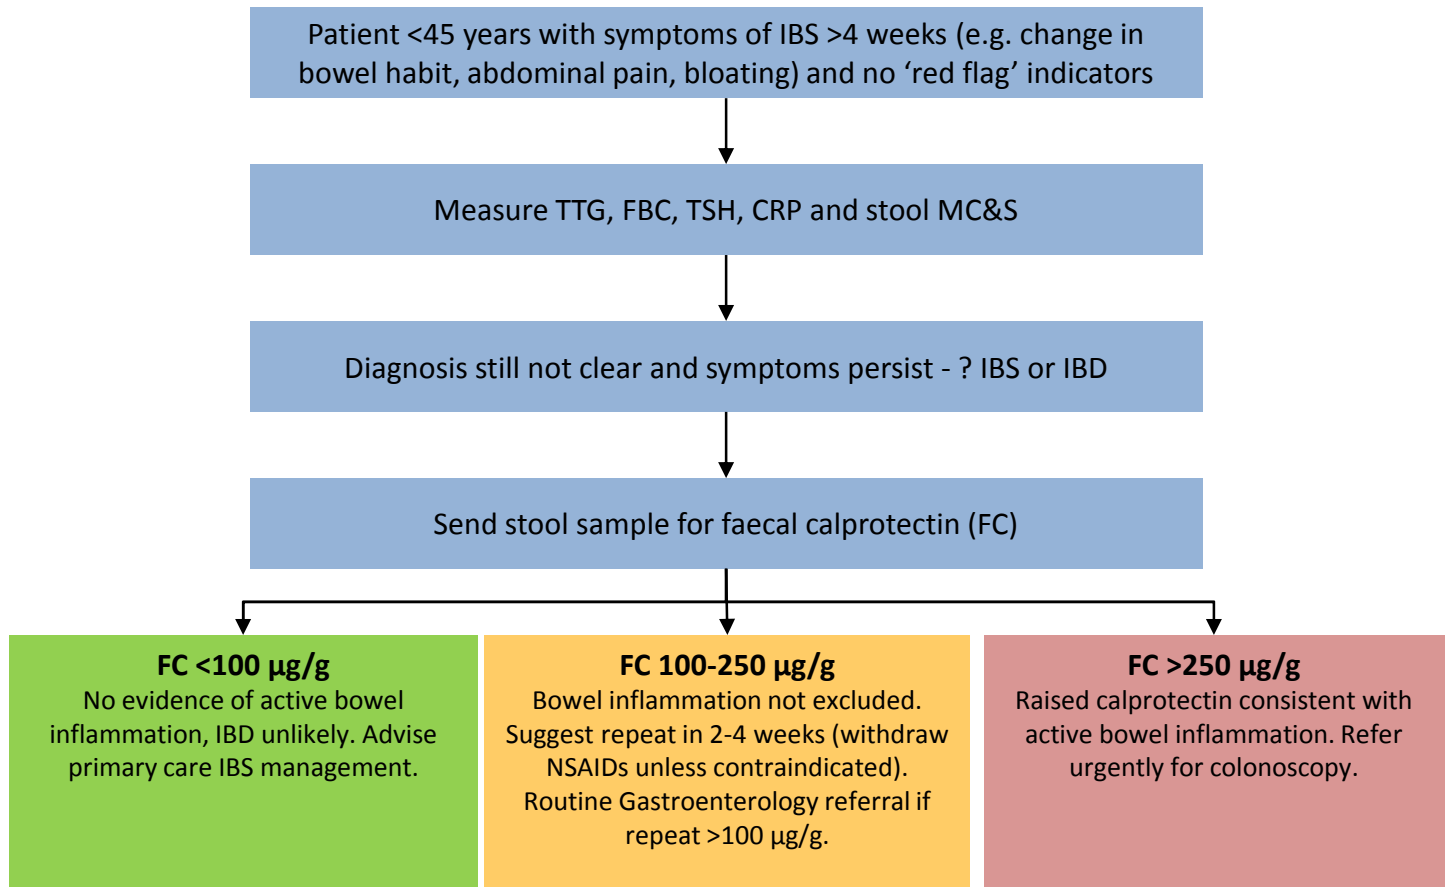 Patient <45 years with symptoms of IBS >4 weeks (e.g. change in
bowel habit, abdominal pain, bloating) and no ‘red flag’ indicators
Measure TTG, FBC, TSH, CRP and stool MC&S
Diagnosis still not clear and symptoms persist - ? IBS or IBD
Send stool sample for faecal calprotectin (FC)
FC <100 µg/g
No evidence of active bowel
inflammation, IBD unlikely. Advise
primary care IBS management.
FC 100-250 µg/g
Bowel inflammation not excluded.
Suggest repeat in 2-4 weeks (withdraw
NSAIDs unless contraindicated).
Routine Gastroenterology referral if
repeat >100 µg/g.
FC >250 µg/g
Raised calprotectin consistent with
active bowel inflammation. Refer
urgently for colonoscopy.